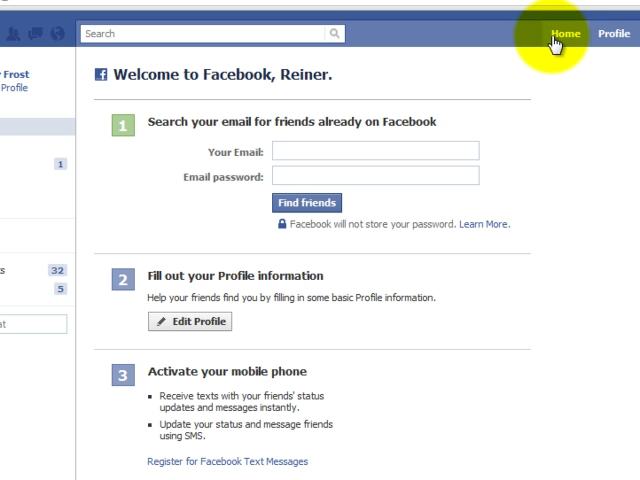 Search
Home
Profile
Frost
Profile
1
32
5
Welcome to Facebook, Reiner.
1
Search your email for friends already on Facebook
Your Email:
Email password:
Find friends
Facebook will not store your password. Learn More.
2
Fill out your Profile information
Help your friends find you by filling in some basic Profile information.
Edit Profile
3
Activate your mobile phone
Receive texts with your friends' status
updates and messages instantly.
Update your status and message friends
using SMS.
Register for Facebook Text Messages